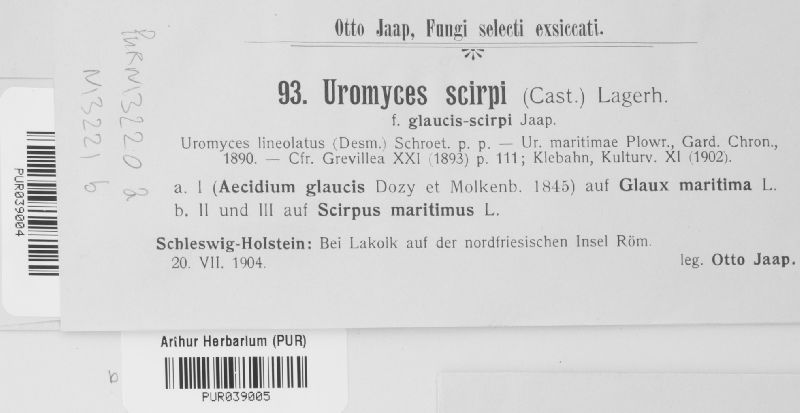 Otto Jaap, Fungi selecti exsiccati.
93. Uromyces scirpi (Cast.) Lagerh.
f. glaucis-scirpi Jaap.
Uromyces lineolatus (Desm.) Schroet. p. p. — Ur. maritimae Plowr., Gard. Chron.,
1890. — Cfr. Grevillea XXI (1893) p. 111; Klebahn, Kulturv. XI (1902).
a. I (Aecidium glaucis Dozy et Molkenb. 1845) auf Glaux maritima L.
b. II und III auf Scirpus maritimus L.
Schleswig-Holstein: Bei Lakolk auf der nordfriesischen Insel Röm.
20. VII. 1904.
leg. Otto Jaap.
PUR N13220 a
N13221 b
PUR039004
Arthur Herbarium (PUR)
PUR039005
b